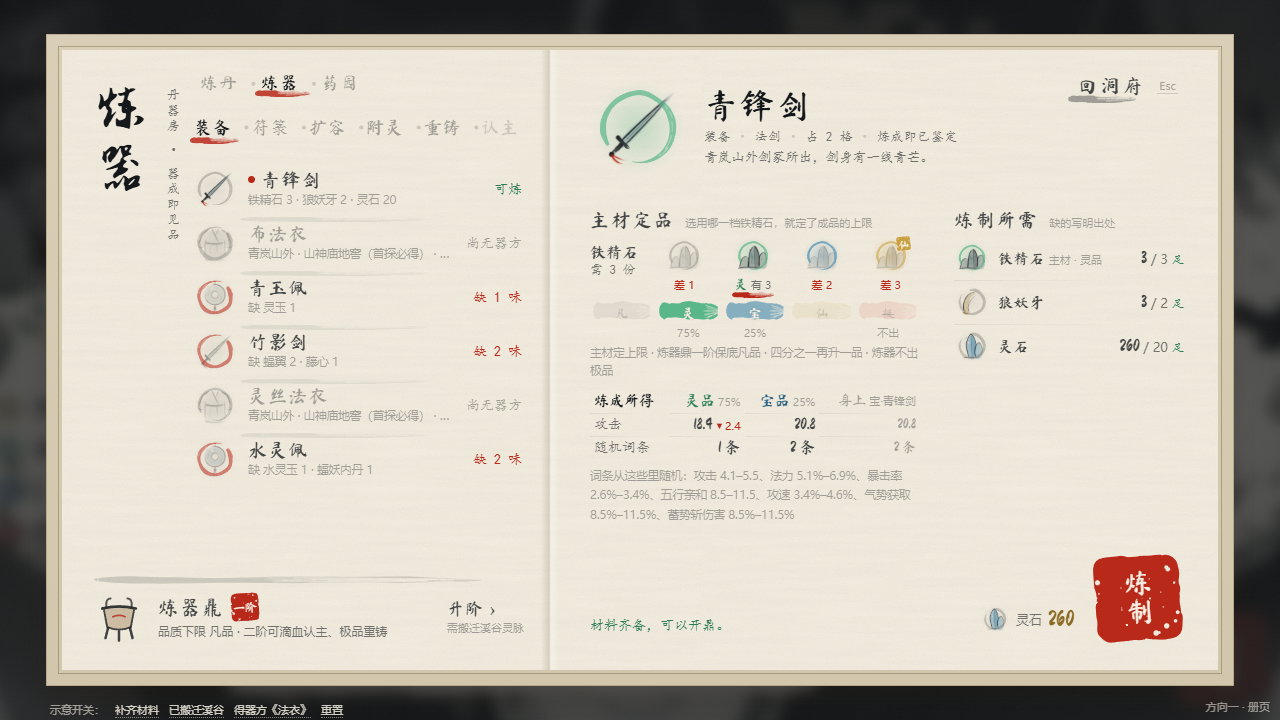 炼器
丹器房 · 器成即见品
炼丹 · 炼器 · 药园
装备 · 符箓 · 扩容 · 附灵 · 重铸 · 认主
青锋剑
铁精石 3 · 狼妖牙 2 · 灵石 20
可炼
布法衣
青岚山外 · 山神庙地窖（首探必得） · ...
尚无器方
青玉佩
缺 灵玉 1
缺 1 味
竹影剑
缺 蝠翼 2 · 藤心 1
缺 2 味
灵丝法衣
青岚山外 · 山神庙地窖（首探必得） · ...
尚无器方
水灵佩
缺 水灵玉 1 · 蝠妖内丹 1
缺 2 味
炼器鼎 一阶
品质下限 凡品 · 二阶可滴血认主、极品重铸
升阶 ›
需搬迁溪谷灵脉
回洞府 Esc
青锋剑
装备 · 法剑 · 占 2 格 · 炼成即已鉴定
青岚山外剑冢所出，剑身有一线青芒。
主材定品 选用哪一档铁精石，就定了成品的上限
铁精石
需 3 份
仙
差 1 灵 有 3 差 2 差 3
凡 灵 宝 仙 极
75% 25% 不出
主材定上限 · 炼器鼎一阶保底凡品 · 四分之一再升一品 · 炼器不出
极品
炼成所得 灵品 75% 宝品 25% 身上 宝·青锋剑
攻击 18.4 ▾ 2.4 20.8 20.8
随机词条 1 条 2 条 2 条
词条从这些里随机：攻击 4.1–5.5、法力 5.1%–6.9%、暴击率
2.6%–3.4%、五行亲和 8.5–11.5、攻速 3.4%–4.6%、气势获取
8.5%–11.5%、蓄势斩伤害 8.5%–11.5%
炼制所需 缺的写明出处
铁精石 主材 · 灵品 3 / 3 足
狼妖牙 3 / 2 足
灵石 260 / 20 足
材料齐备，可以开鼎。
灵石 260
炼制
示意开关： 补齐材料 已搬迁溪谷 得器方《法衣》 重置
方向一 · 册页